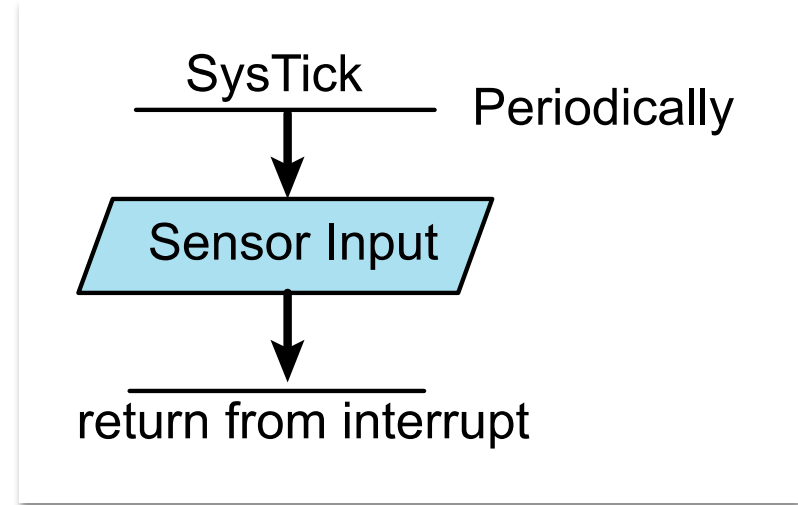 SysTick
Periodically
Sensor Input
return from interrupt